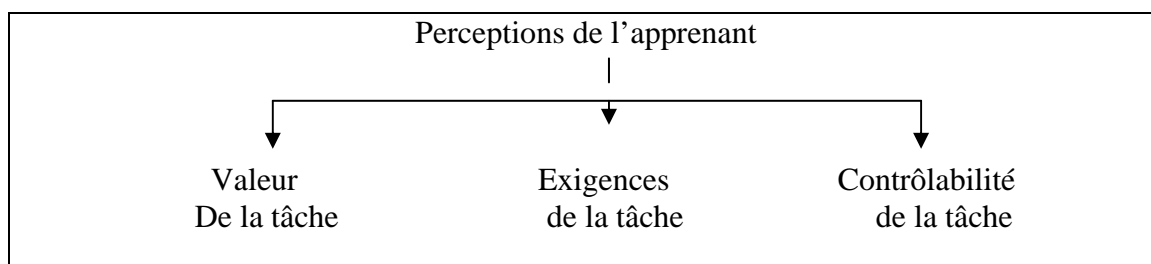 Perceptions de l’apprenant
Valeur Exigences Contrôlabilité
De la tâche de la tâche de la tâche